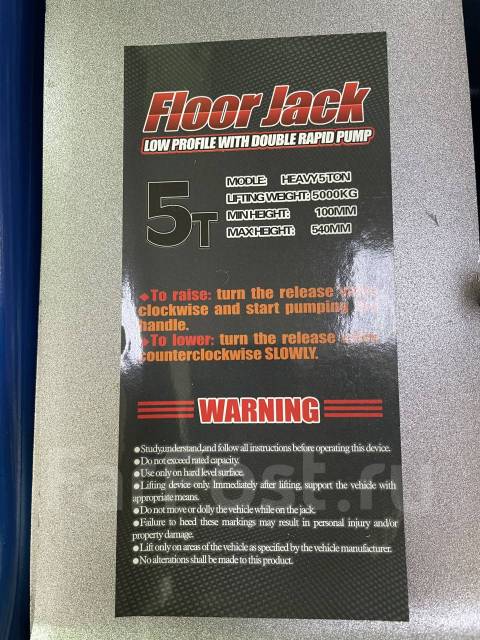 Floor Jack
LOW PROFILE WITH DOUBLE RAPID PUMP
5T
MODLE: HEAVY 5 TON
LIFTING WEIGHT: 5000KG
MIN HEIGHT: 100MM
MAX HEIGHT: 540MM
◆To raise: turn the release
clockwise and start pumping
handle.
◆To lower: turn the release
counterclockwise SLOWLY.
WARNING
●Study,understand,and follow all instructions before operating this device.
●Do not exceed rated capacity.
●Use only on hard level surface.
●Lifting device only. Immediately after lifting, support the vehicle with
appropriate means.
●Do not move or dolly the vehicle while on the jack.
●Failure to heed these markings may result in personal injury and/or
property damage.
●Lift only on areas of the vehicle as specified by the vehicle manufacturer.
●No alterations shall be made to this product.